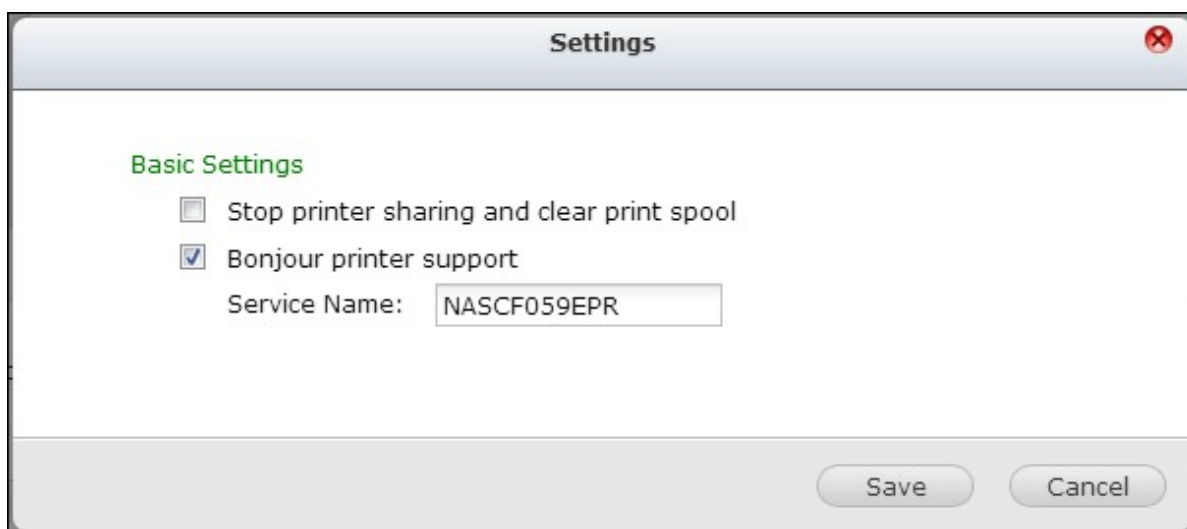 Settings
Basic Settings
Stop printer sharing and clear print spool
Bonjour printer support
Service Name: NASCF059EPR
Save Cancel